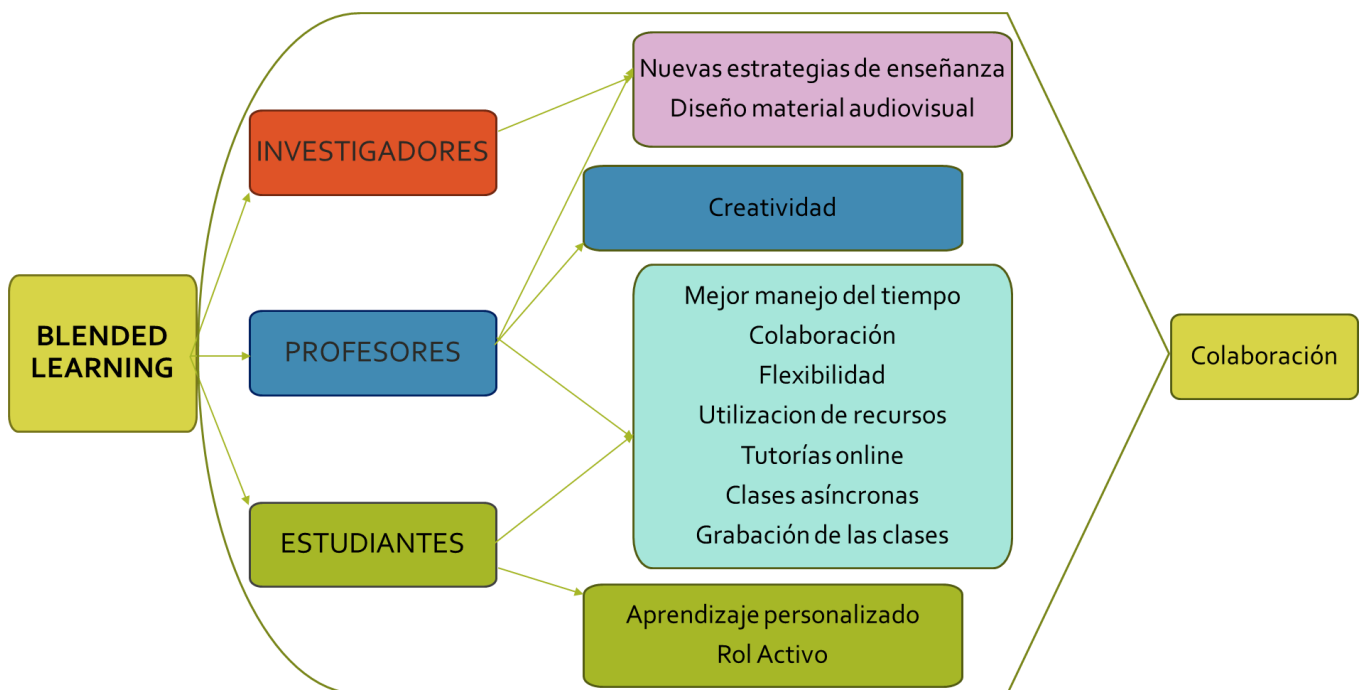 BLENDED
LEARNING
INVESTIGADORES
PROFESORES
ESTUDIANTES
Nuevas estrategias de enseñanza
Diseño material audiovisual
Creatividad
Mejor manejo del tiempo
Colaboración
Flexibilidad
Utilizacion de recursos
Tutorías online
Clases asíncronas
Grabación de las clases
Aprendizaje personalizado
Rol Activo
Colaboración